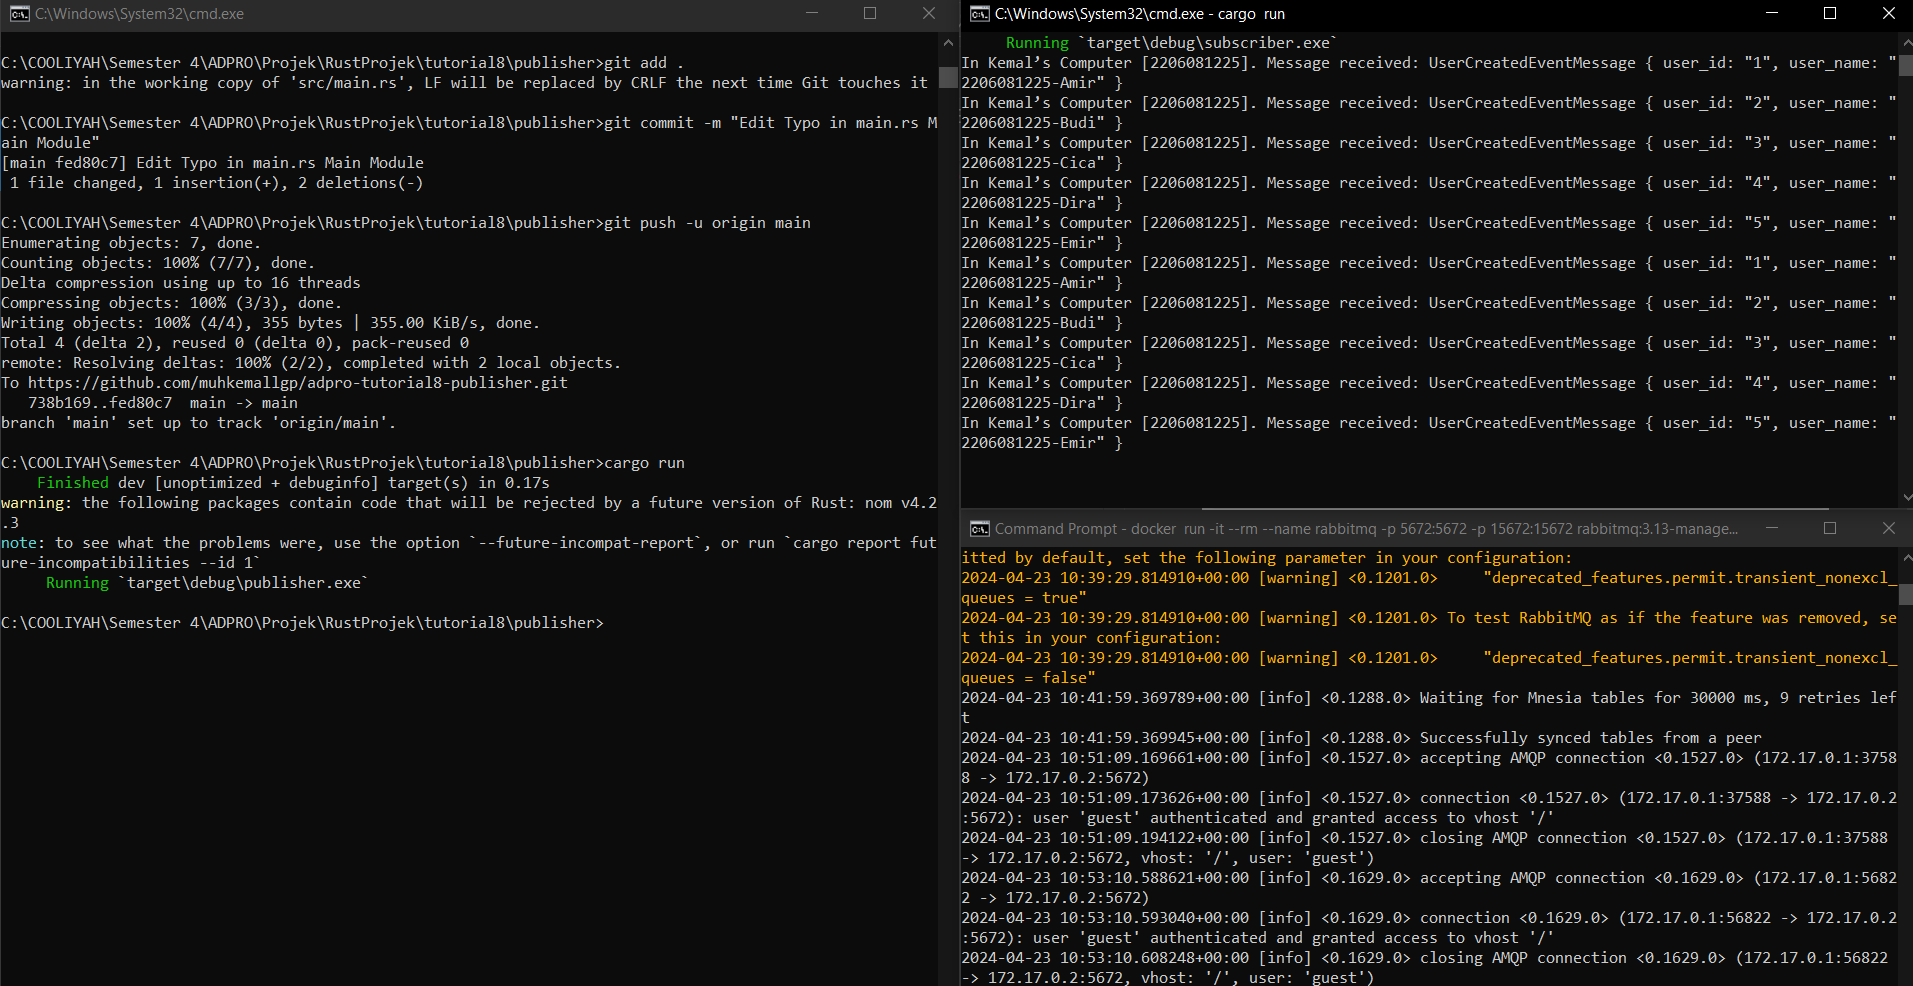 C:\Windows\System32\cmd.exe
C:\COOLIYAH\Semester 4\ADPRO\Projek\RustProjek\tutorial8\publisher>git add .
warning: in the working copy of 'src/main.rs', LF will be replaced by CRLF the next time Git touches it
C:\COOLIYAH\Semester 4\ADPRO\Projek\RustProjek\tutorial8\publisher>git commit -m "Edit Typo in main.rs M
ain Module"
[main fed80c7] Edit Typo in main.rs Main Module
 1 file changed, 1 insertion(+), 2 deletions(-)
C:\COOLIYAH\Semester 4\ADPRO\Projek\RustProjek\tutorial8\publisher>git push -u origin main
Enumerating objects: 7, done.
Counting objects: 100% (7/7), done.
Delta compression using up to 16 threads
Compressing objects: 100% (3/3), done.
Writing objects: 100% (4/4), 355 bytes | 355.00 KiB/s, done.
Total 4 (delta 2), reused 0 (delta 0), pack-reused 0
remote: Resolving deltas: 100% (2/2), completed with 2 local objects.
To https://github.com/muhkemallgp/adpro-tutorial8-publisher.git
   738b169..fed80c7  main -> main
branch 'main' set up to track 'origin/main'.
C:\COOLIYAH\Semester 4\ADPRO\Projek\RustProjek\tutorial8\publisher>cargo run
    Finished dev [unoptimized + debuginfo] target(s) in 0.17s
warning: the following packages contain code that will be rejected by a future version of Rust: nom v4.2
.3
note: to see what the problems were, use the option `--future-incompat-report`, or run `cargo report fut
ure-incompatibilities --id 1`
     Running `target\debug\publisher.exe`
C:\COOLIYAH\Semester 4\ADPRO\Projek\RustProjek\tutorial8\publisher>
C:\Windows\System32\cmd.exe - cargo  run
     Running `target\debug\subscriber.exe`
In Kemal’s Computer [2206081225]. Message received: UserCreatedEventMessage { user_id: "1", user_name: "
2206081225-Amir" }
In Kemal’s Computer [2206081225]. Message received: UserCreatedEventMessage { user_id: "2", user_name: "
2206081225-Budi" }
In Kemal’s Computer [2206081225]. Message received: UserCreatedEventMessage { user_id: "3", user_name: "
2206081225-Cica" }
In Kemal’s Computer [2206081225]. Message received: UserCreatedEventMessage { user_id: "4", user_name: "
2206081225-Dira" }
In Kemal’s Computer [2206081225]. Message received: UserCreatedEventMessage { user_id: "5", user_name: "
2206081225-Emir" }
In Kemal’s Computer [2206081225]. Message received: UserCreatedEventMessage { user_id: "1", user_name: "
2206081225-Amir" }
In Kemal’s Computer [2206081225]. Message received: UserCreatedEventMessage { user_id: "2", user_name: "
2206081225-Budi" }
In Kemal’s Computer [2206081225]. Message received: UserCreatedEventMessage { user_id: "3", user_name: "
2206081225-Cica" }
In Kemal’s Computer [2206081225]. Message received: UserCreatedEventMessage { user_id: "4", user_name: "
2206081225-Dira" }
In Kemal’s Computer [2206081225]. Message received: UserCreatedEventMessage { user_id: "5", user_name: "
2206081225-Emir" }
Command Prompt - docker  run -it --rm --name rabbitmq -p 5672:5672 -p 15672:15672 rabbitmq:3.13-manage...
itted by default, set the following parameter in your configuration:
2024-04-23 10:39:29.814910+00:00 [warning] <0.1201.0>     "deprecated_features.permit.transient_nonexcl_
queues = true"
2024-04-23 10:39:29.814910+00:00 [warning] <0.1201.0> To test RabbitMQ as if the feature was removed, se
t this in your configuration:
2024-04-23 10:39:29.814910+00:00 [warning] <0.1201.0>     "deprecated_features.permit.transient_nonexcl_
queues = false"
2024-04-23 10:41:59.369789+00:00 [info] <0.1288.0> Waiting for Mnesia tables for 30000 ms, 9 retries lef
t
2024-04-23 10:41:59.369945+00:00 [info] <0.1288.0> Successfully synced tables from a peer
2024-04-23 10:51:09.169661+00:00 [info] <0.1527.0> accepting AMQP connection <0.1527.0> (172.17.0.1:3758
8 -> 172.17.0.2:5672)
2024-04-23 10:51:09.173626+00:00 [info] <0.1527.0> connection <0.1527.0> (172.17.0.1:37588 -> 172.17.0.2
:5672): user 'guest' authenticated and granted access to vhost '/'
2024-04-23 10:51:09.194122+00:00 [info] <0.1527.0> closing AMQP connection <0.1527.0> (172.17.0.1:37588
-> 172.17.0.2:5672, vhost: '/', user: 'guest')
2024-04-23 10:53:10.588621+00:00 [info] <0.1629.0> accepting AMQP connection <0.1629.0> (172.17.0.1:5682
2 -> 172.17.0.2:5672)
2024-04-23 10:53:10.593040+00:00 [info] <0.1629.0> connection <0.1629.0> (172.17.0.1:56822 -> 172.17.0.2
:5672): user 'guest' authenticated and granted access to vhost '/'
2024-04-23 10:53:10.608248+00:00 [info] <0.1629.0> closing AMQP connection <0.1629.0> (172.17.0.1:56822
-> 172.17.0.2:5672, vhost: '/', user: 'guest')